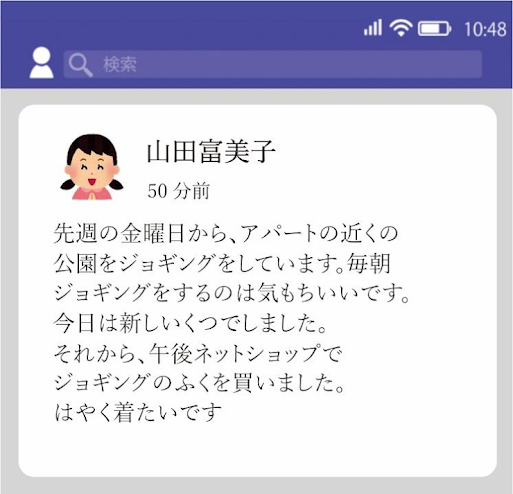 10:48
検索
山田富美子
50 分前
先週の金曜日から、アパートの近くの
公園をジョギングをしています。毎朝
ジョギングをするのは気もちいいです。
今日は新しいくつでしました。
それから、午後ネットショップで
ジョギングのふくを買いました。
はやく着たいです